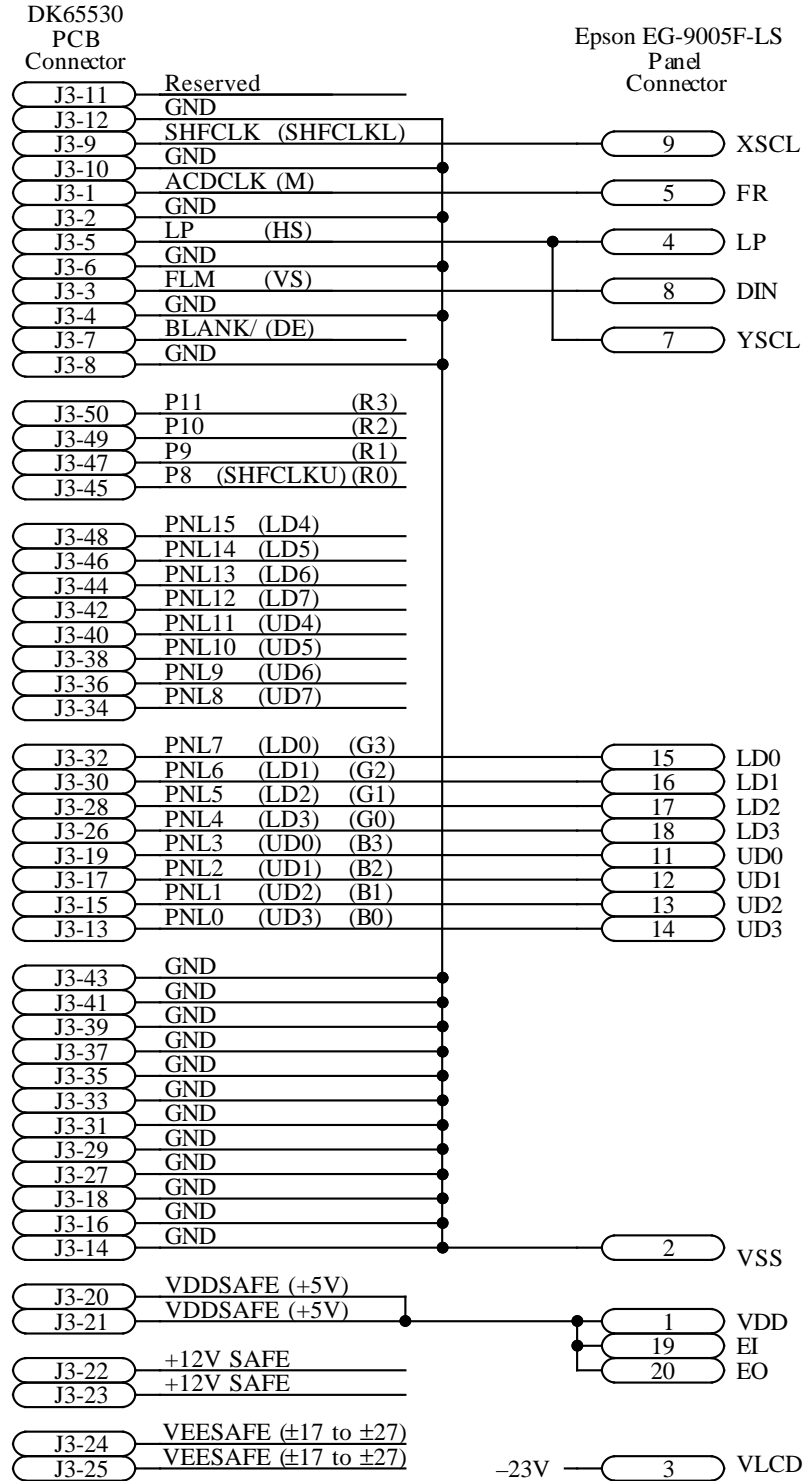 DK65530
PCB
Connector
Epson EG-9005F-LS
Panel
Connector
J3-11 Reserved
J3-12 GND
J3-9 SHFCLK (SHFCLKL) 9 XSCL
J3-10 GND
J3-1 ACDCLK (M) 5 FR
J3-2 GND
J3-5 LP (HS) 4 LP
J3-6 GND
J3-3 FLM (VS) 8 DIN
J3-4 GND
J3-7 BLANK/ (DE) 7 YSCL
J3-8 GND
J3-50 P11 (R3)
J3-49 P10 (R2)
J3-47 P9 (R1)
J3-45 P8 (SHFCLKU) (R0)
J3-48 PNL15 (LD4)
J3-46 PNL14 (LD5)
J3-44 PNL13 (LD6)
J3-42 PNL12 (LD7)
J3-40 PNL11 (UD4)
J3-38 PNL10 (UD5)
J3-36 PNL9 (UD6)
J3-34 PNL8 (UD7)
J3-32 PNL7 (LD0) (G3) 15 LD0
J3-30 PNL6 (LD1) (G2) 16 LD1
J3-28 PNL5 (LD2) (G1) 17 LD2
J3-26 PNL4 (LD3) (G0) 18 LD3
J3-19 PNL3 (UD0) (B3) 11 UD0
J3-17 PNL2 (UD1) (B2) 12 UD1
J3-15 PNL1 (UD2) (B1) 13 UD2
J3-13 PNL0 (UD3) (B0) 14 UD3
J3-43 GND
J3-41 GND
J3-39 GND
J3-37 GND
J3-35 GND
J3-33 GND
J3-31 GND
J3-29 GND
J3-27 GND
J3-18 GND
J3-16 GND
J3-14 GND 2 VSS
J3-20 VDDSAFE (+5V)
J3-21 VDDSAFE (+5V) 1 VDD
19 EI
J3-22 +12V SAFE 20 EO
J3-23 +12V SAFE
J3-24 VEESAFE (±17 to ±27)
J3-25 VEESAFE (±17 to ±27) –23V 3 VLCD